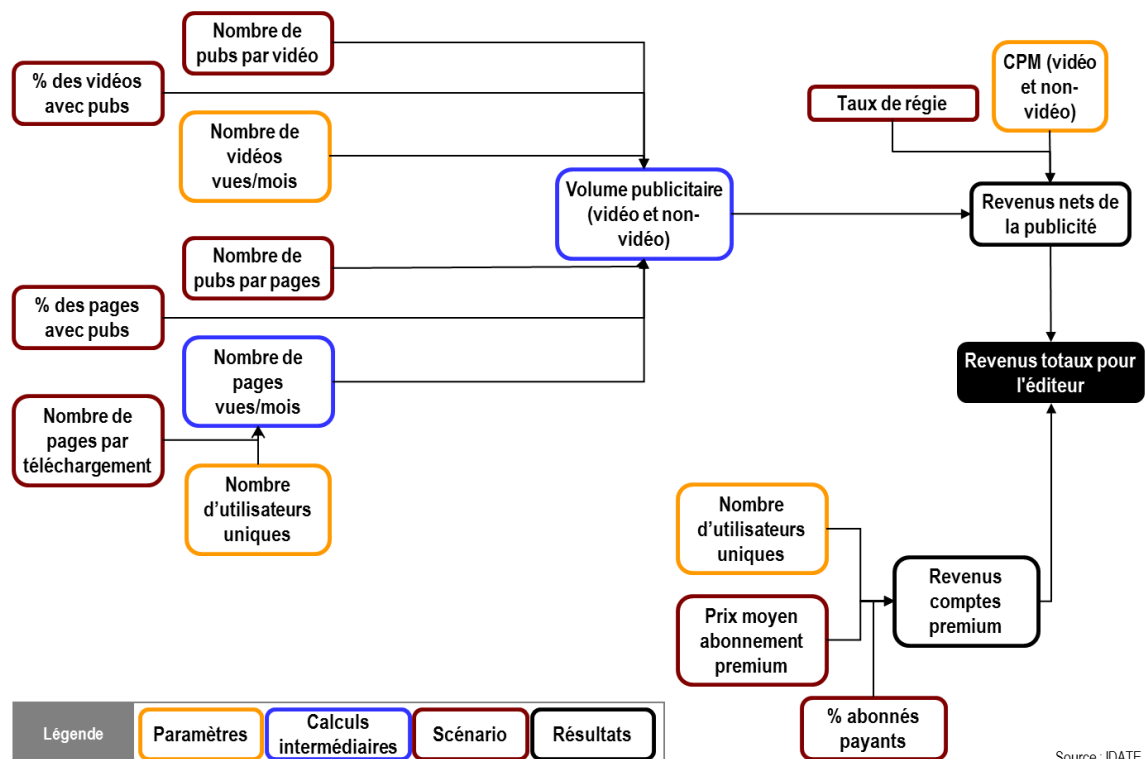 Nombre de
pubs par vidéo
% des vidéos
avec pubs
Nombre de
vidéos
vues/mois
CPM (vidéo
et non-
vidéo)
Taux de régie
Volume publicitaire
(vidéo et non-
vidéo)
Revenus nets de
la publicité
Nombre de
pubs par pages
% des pages
avec pubs
Nombre de
pages
vues/mois
Revenus totaux pour
l'éditeur
Nombre de
pages par
téléchargement
Nombre
d’utilisateurs
uniques
Nombre
d’utilisateurs
uniques
Revenus
comptes
premium
Prix moyen
abonnement
premium
% abonnés
payants
Légende
Paramètres
Calculs
intermédiaires
Scénario
Résultats
Source : IDATE